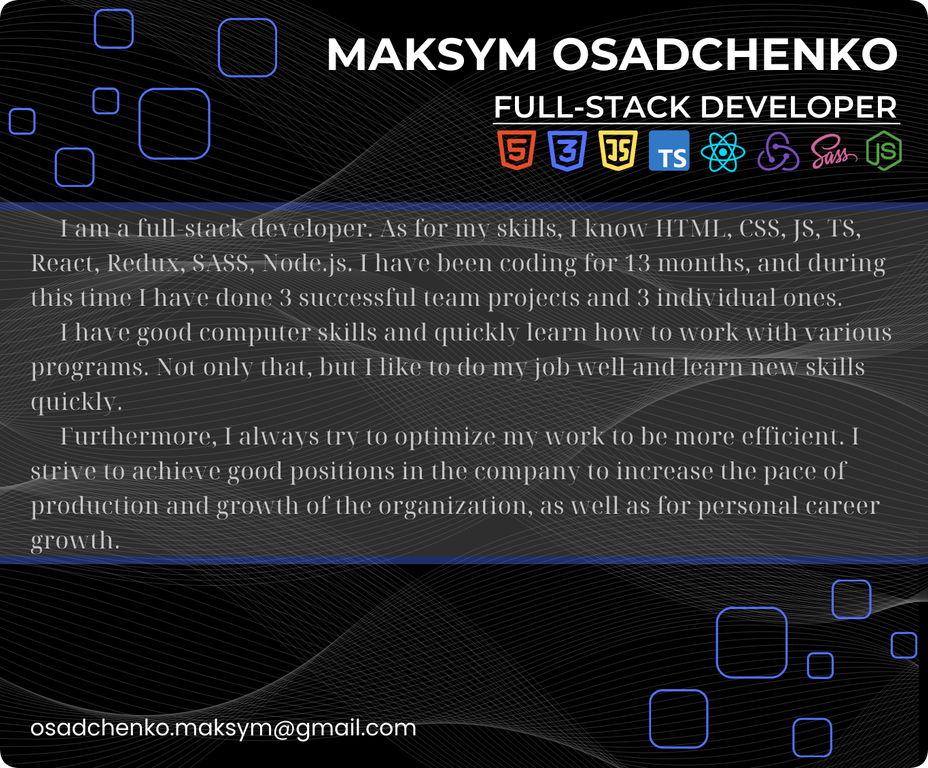 MAKSYM OSADCHENKO
FULL-STACK DEVELOPER
5 3 JS TS Sass JS
I am a full-stack developer. As for my skills, I know HTML, CSS, JS, TS,
React, Redux, SASS, Node.js. I have been coding for 13 months, and during
this time I have done 3 successful team projects and 3 individual ones.
I have good computer skills and quickly learn how to work with various
programs. Not only that, but I like to do my job well and learn new skills
quickly.
Furthermore, I always try to optimize my work to be more efficient. I
strive to achieve good positions in the company to increase the pace of
production and growth of the organization, as well as for personal career
growth.
osadchenko.maksym@gmail.com